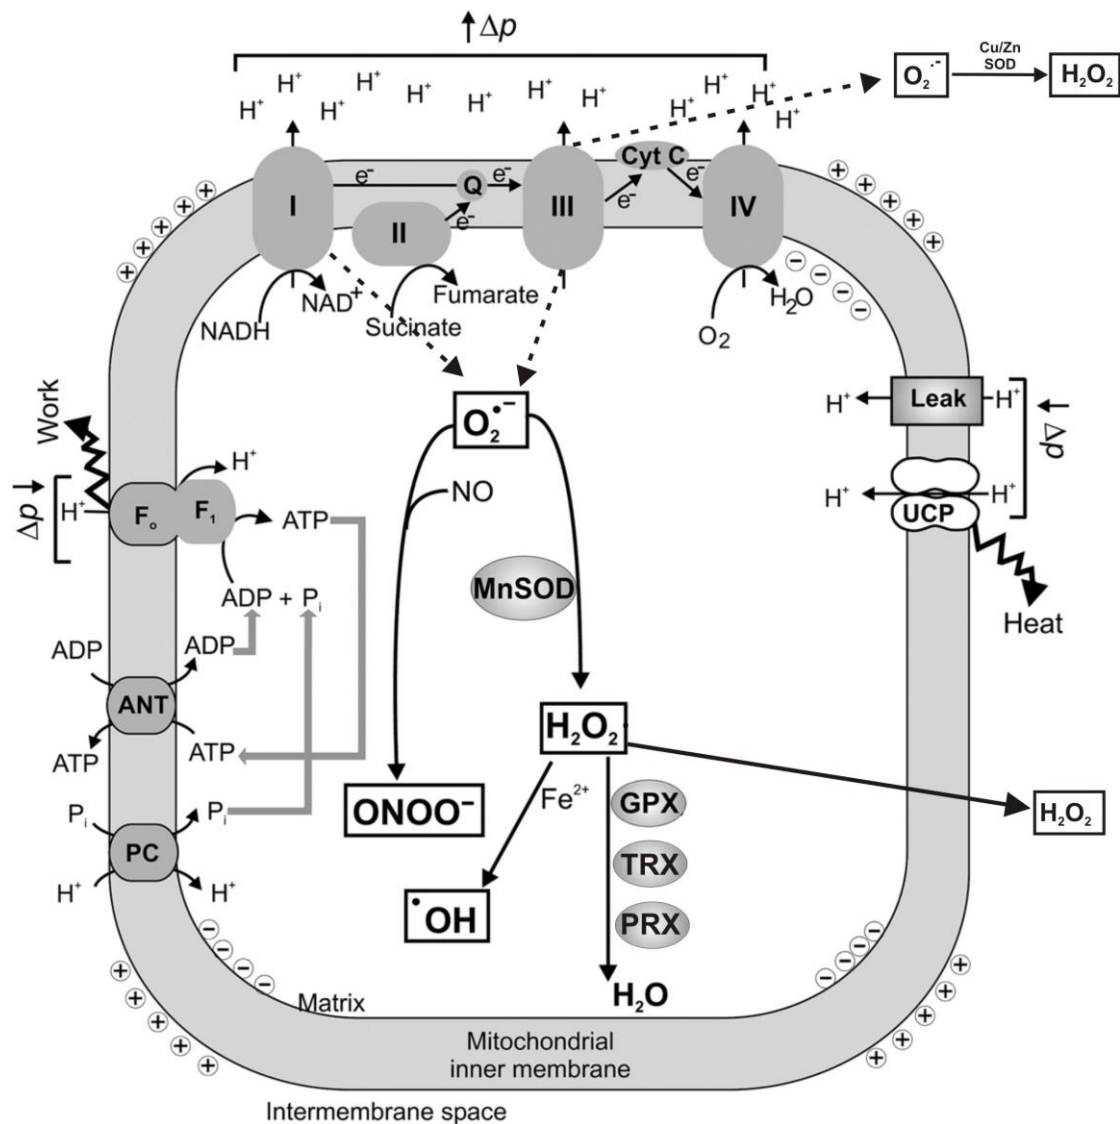 ↑Δp
H⁺ H⁺ H⁺ H⁺ H⁺ H⁺ H⁺ H⁺ H⁺ H⁺ H⁺ H⁺
O₂˙⁻
Cu/Zn
SOD
H₂O₂
I
e⁻
Q
e⁻
II
e⁻
III
e⁻
Cyt C
e⁻
IV
NADH
NAD⁺
Sucinate
Fumarate
O₂
H₂O
O₂•⁻
NO
MnSOD
ONOO⁻
H₂O₂
Fe²⁺
•OH
GPX
TRX
PRX
H₂O
H₂O₂
Work
Δp↓
H⁺
Fₒ
F₁
H⁺
ATP
ADP + Pᵢ
ADP
ADP
ANT
ATP
ATP
Pᵢ
Pᵢ
PC
H⁺
H⁺
H⁺
Leak
H⁺
H⁺
H⁺
UCP
Δp↓
Heat
Matrix
Mitochondrial
inner membrane
Intermembrane space